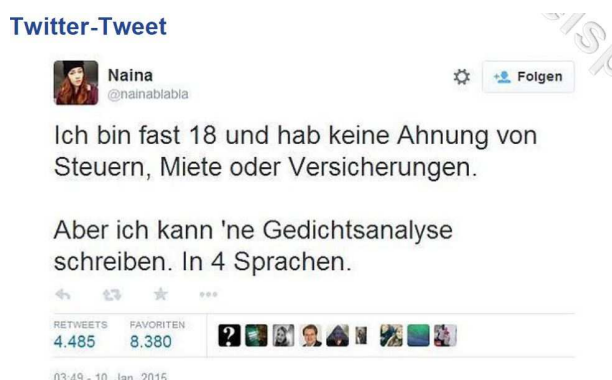 Twitter-Tweet
Naina
@nainablabla
Folgen
Ich bin fast 18 und hab keine Ahnung von
Steuern, Miete oder Versicherungen.
Aber ich kann 'ne Gedichtsanalyse
schreiben. In 4 Sprachen.
RETWEETS FAVORITEN
4.485 8.380
?
03:49 - 10. Jan. 2015